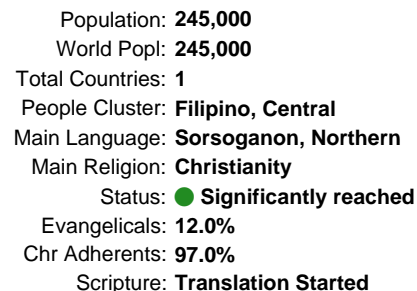 Population: 245,000
World Popl: 245,000
Total Countries: 1
People Cluster: Filipino, Central
Main Language: Sorsoganon, Northern
Main Religion: Christianity
Status: Significantly reached
Evangelicals: 12.0%
Chr Adherents: 97.0%
Scripture: Translation Started